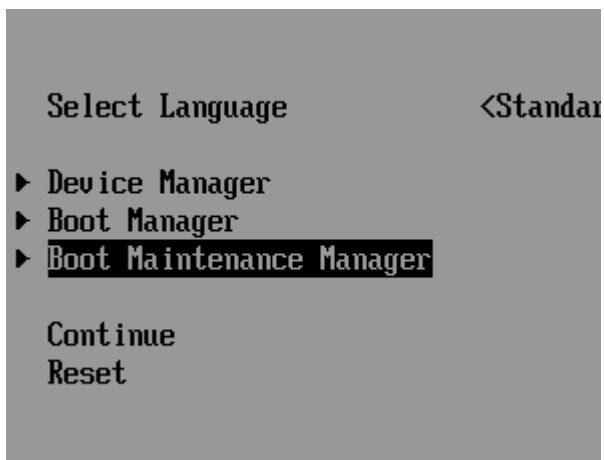 Select Language <Standar
Device Manager
Boot Manager
Boot Maintenance Manager
Continue
Reset